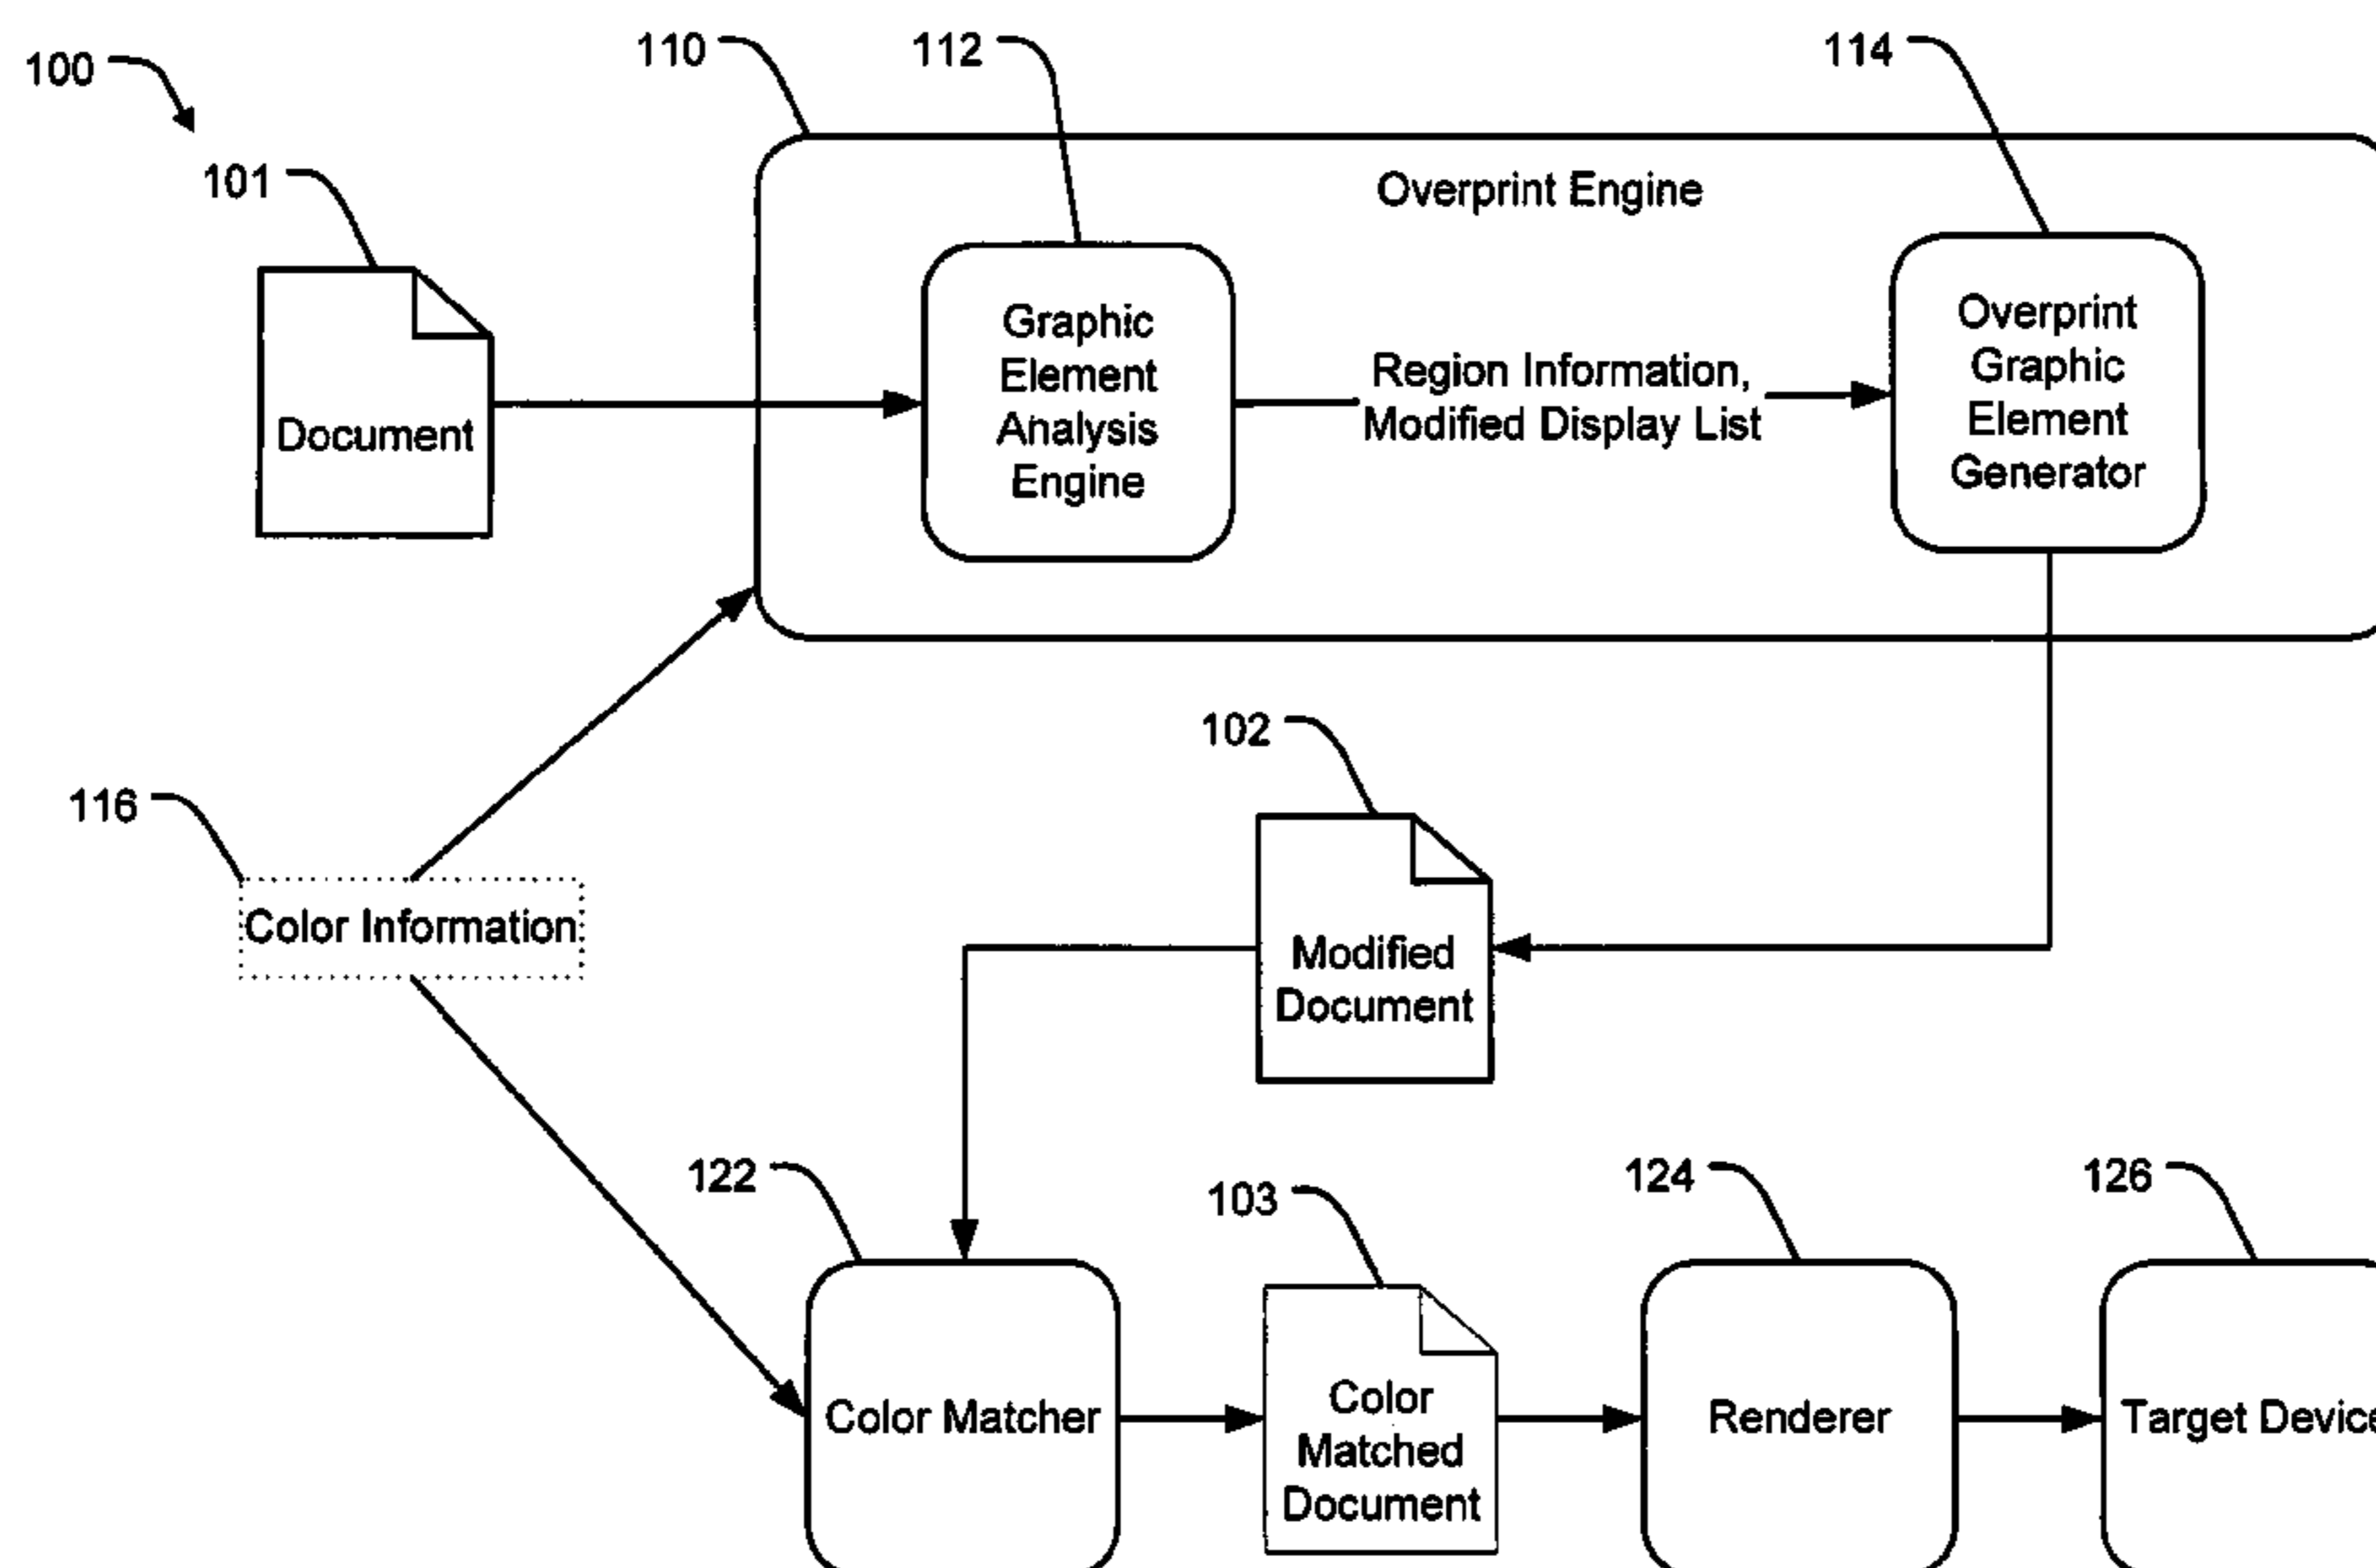 100
110
112
114
101
Overprint Engine
Document
Graphic
Element
Analysis
Engine
Region Information,
Modified Display List
Overprint
Graphic
Element
Generator
102
116
Color Information
Modified
Document
122
103
124
126
Color Matcher
Color
Matched
Document
Renderer
Target Device